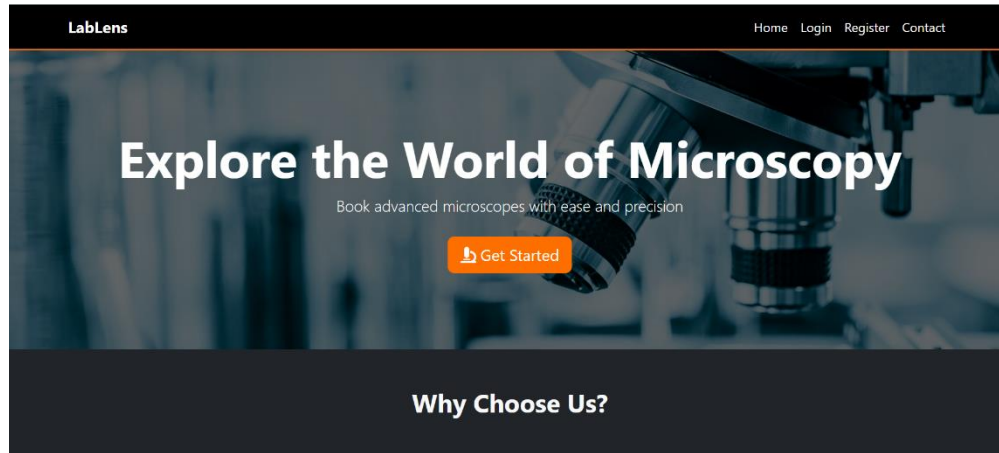 LabLens
Home Login Register Contact
Explore the World of Microscopy
Book advanced microscopes with ease and precision
Get Started
Why Choose Us?